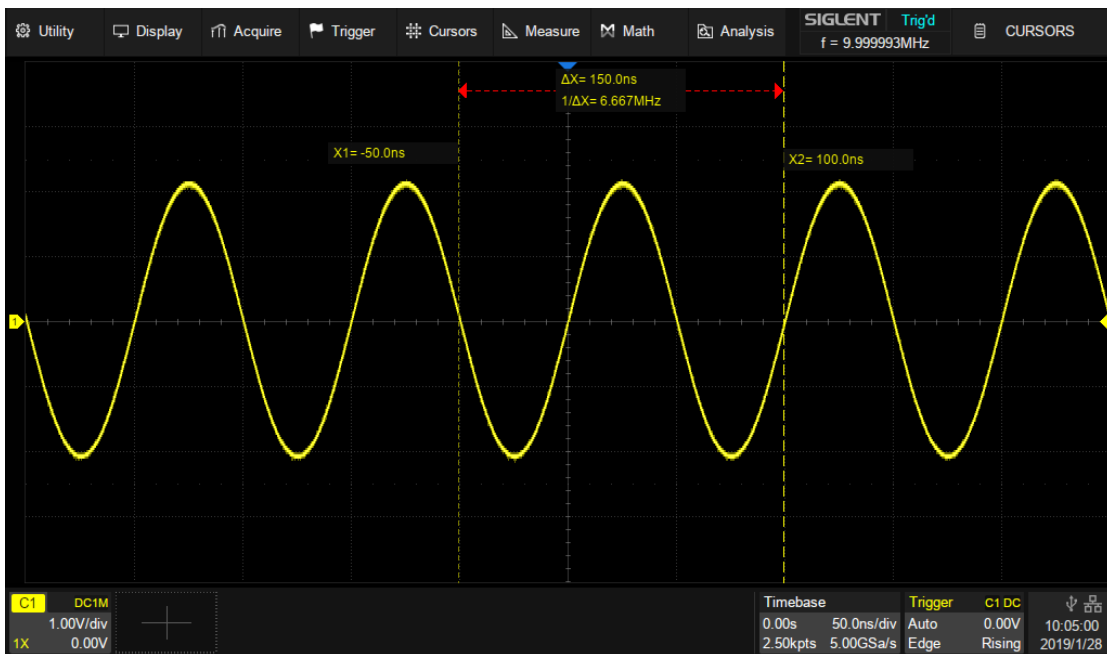 Utility Display Acquire Trigger Cursors Measure Math Analysis SIGLENT Trig'd CURSORS
f = 9.999993MHz
ΔX= 150.0ns
1/ΔX= 6.667MHz
X1= -50.0ns
X2= 100.0ns
1
C1 DC1M
1.00V/div
1X 0.00V
Timebase
0.00s 50.0ns/div
2.50kpts 5.00GSa/s
Trigger C1 DC
Auto 0.00V
Edge Rising
10:05:00
2019/1/28